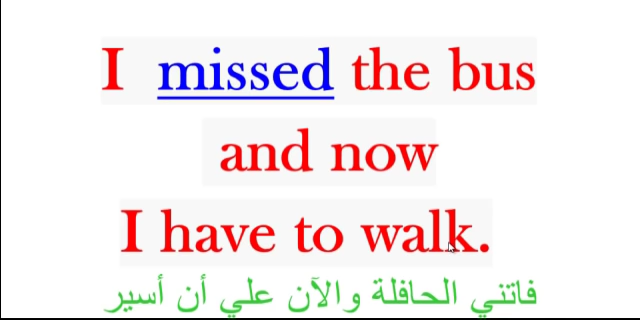 I missed the bus
and now
I have to walk.
فاتتني الحافلة والآن علي أن أسير